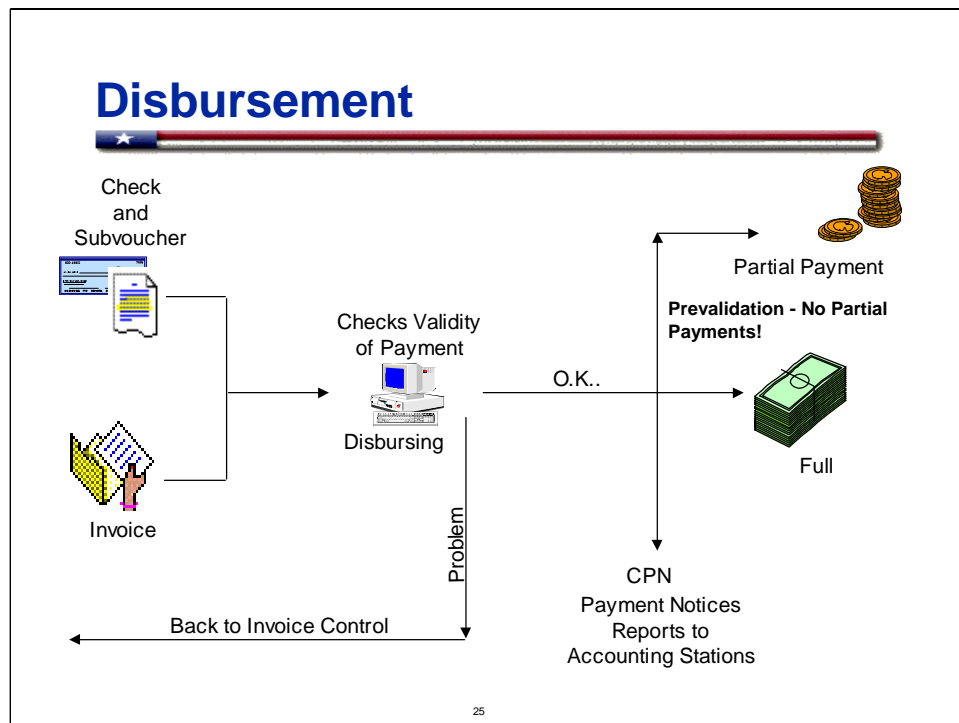 Disbursement
Check
and
Subvoucher
Partial Payment
Prevalidation - No Partial
Payments!
Checks Validity
of Payment
O.K..
Disbursing
Full
Invoice
Problem
CPN
Payment Notices
Reports to
Accounting Stations
Back to Invoice Control
25